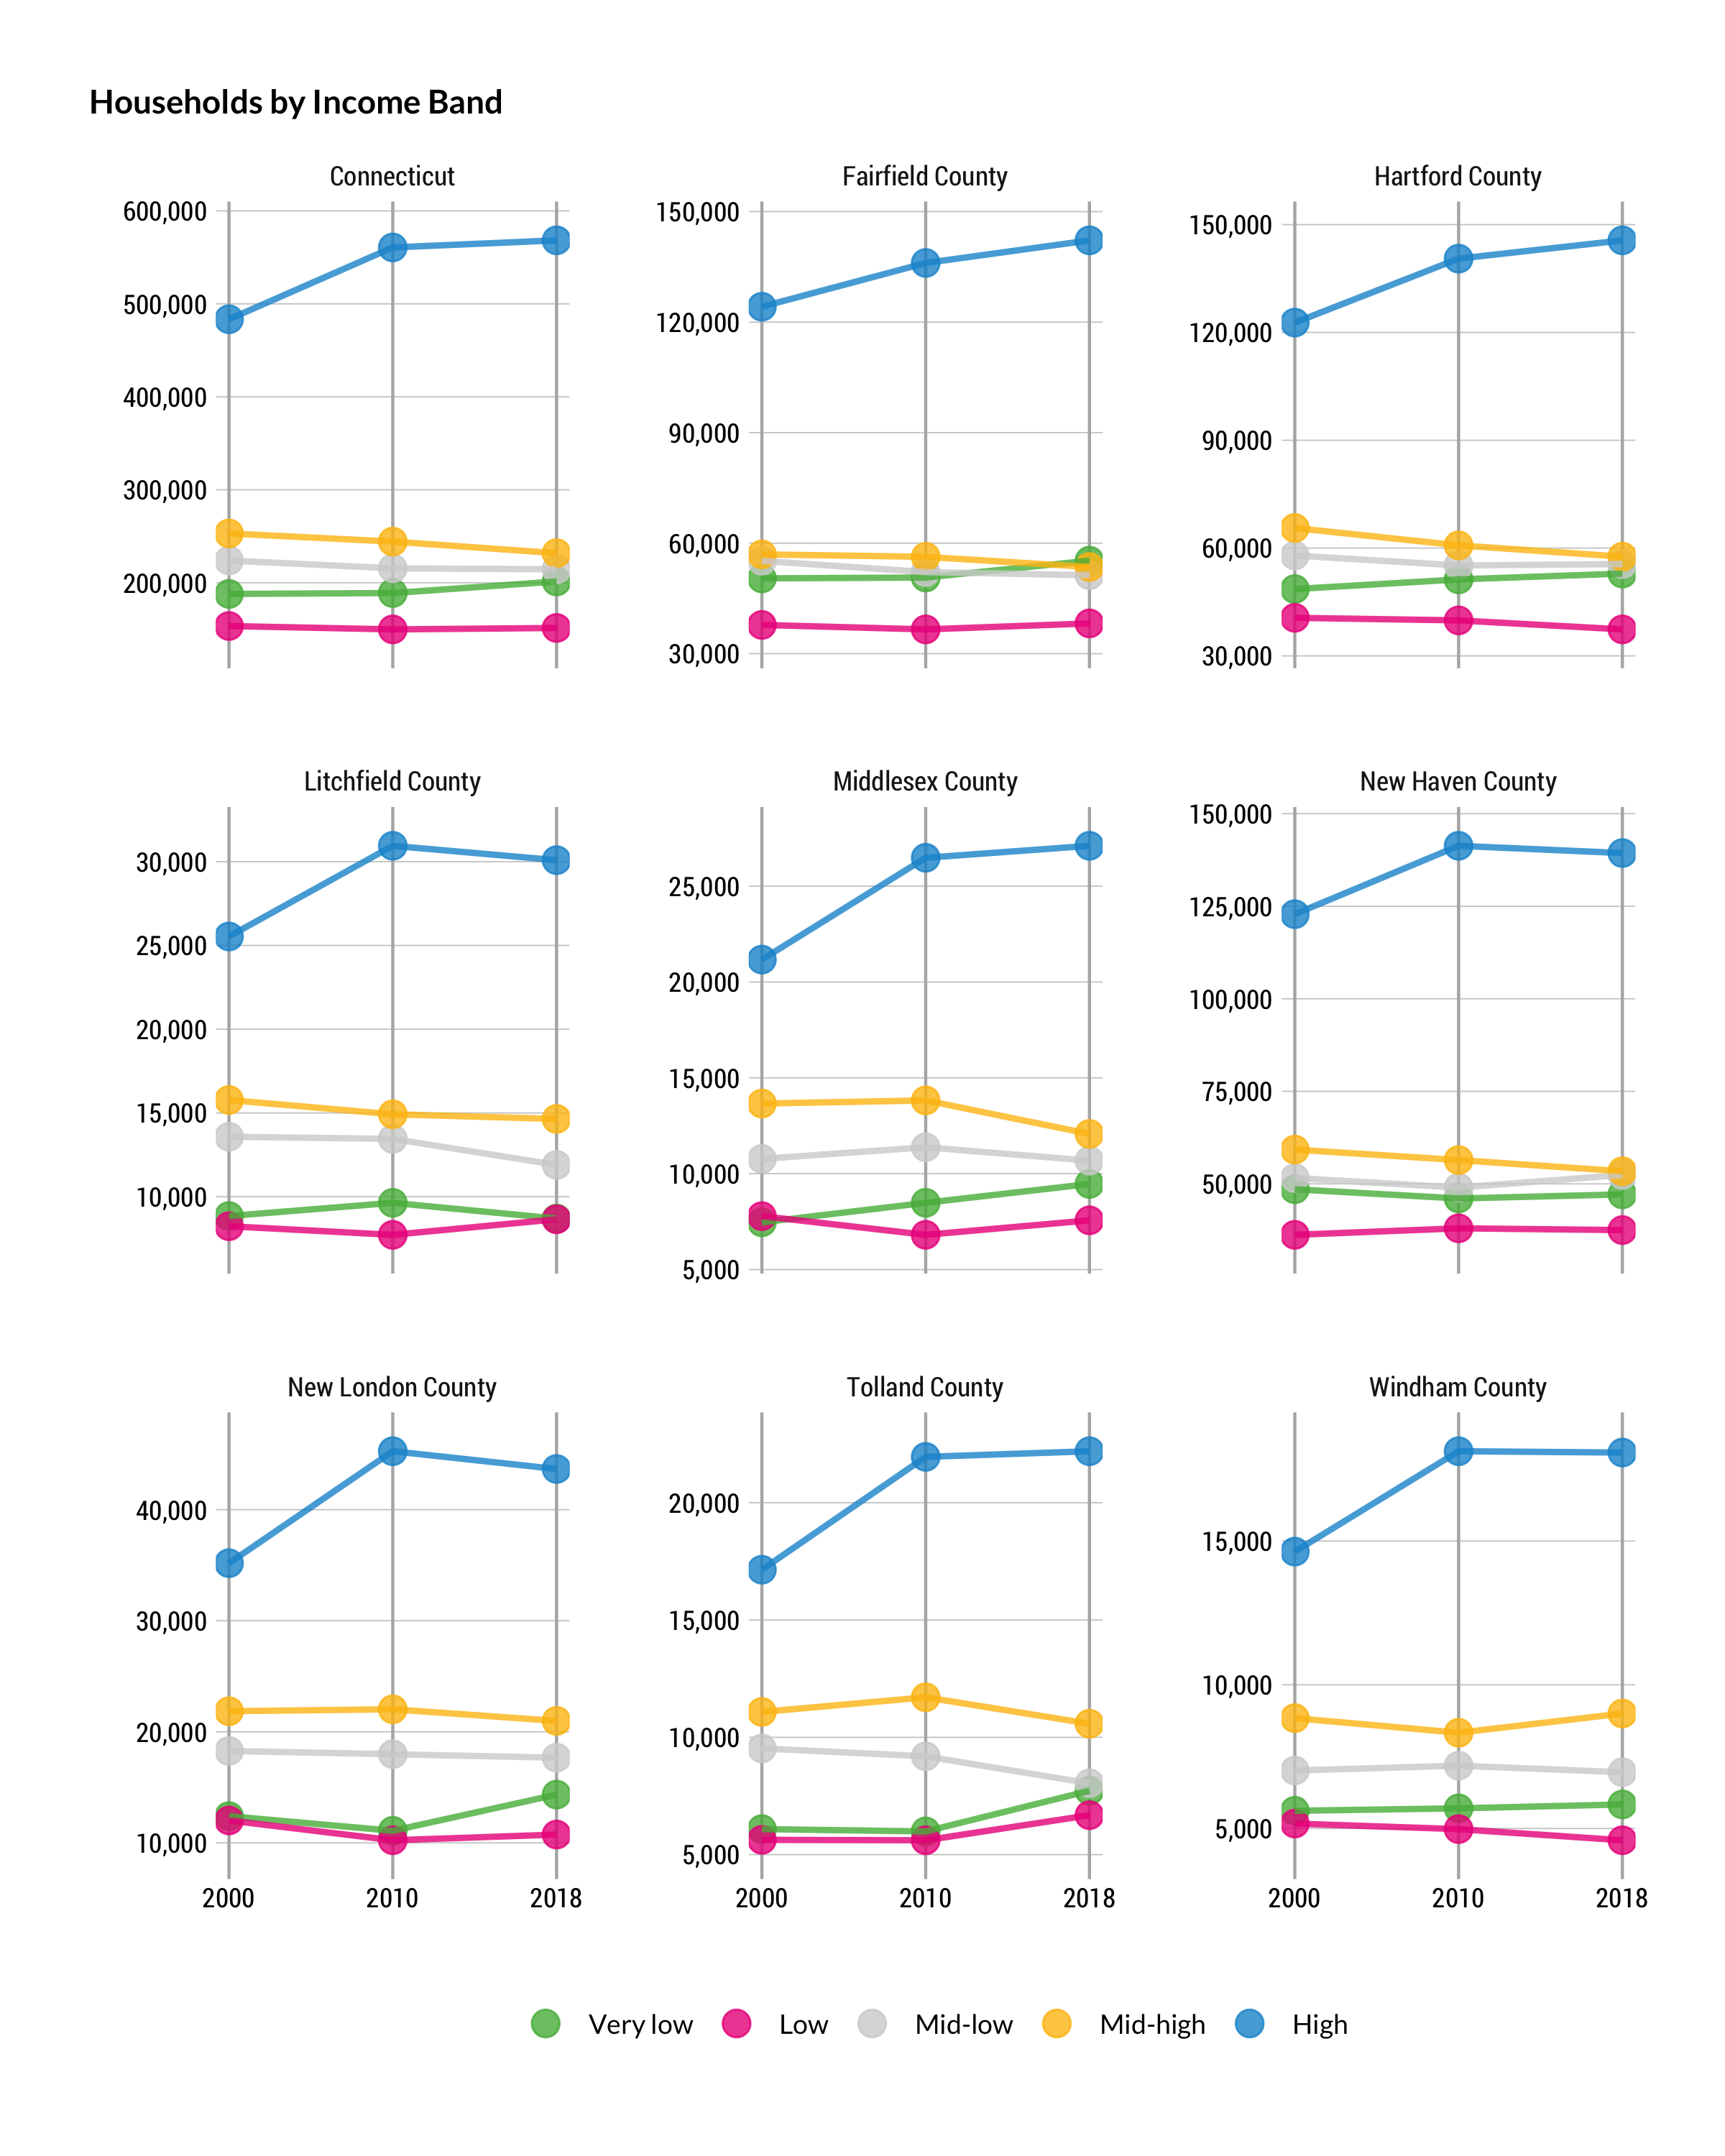 Households by Income Band
Connecticut
Fairfield County
Hartford County
600,000
500,000
400,000
300,000
200,000
150,000
120,000
90,000
60,000
30,000
150,000
120,000
90,000
60,000
30,000
Litchfield County
Middlesex County
New Haven County
30,000
25,000
20,000
15,000
10,000
25,000
20,000
15,000
10,000
5,000
150,000
125,000
100,000
75,000
50,000
New London County
Tolland County
Windham County
40,000
30,000
20,000
10,000
20,000
15,000
10,000
5,000
15,000
10,000
5,000
2000 2010 2018
2000 2010 2018
2000 2010 2018
Very low Low Mid-low Mid-high High